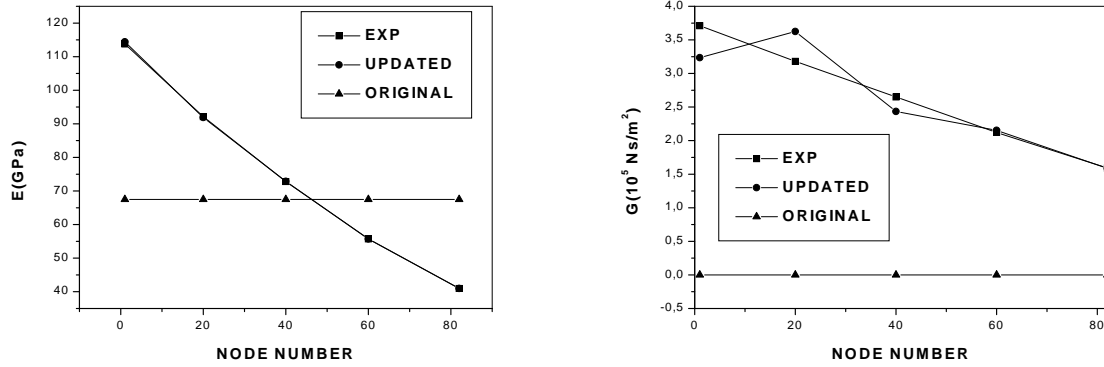 120
110
100
90
80
70
60
50
40
E(GPa)
EXP
UPDATED
ORIGINAL
0
20
40
60
80
NODE NUMBER
4,0
3,5
3,0
2,5
2,0
1,5
1,0
0,5
0,0
-0,5
G(10⁵ Ns/m²)
EXP
UPDATED
ORIGINAL
0
20
40
60
80
NODE NUMBER